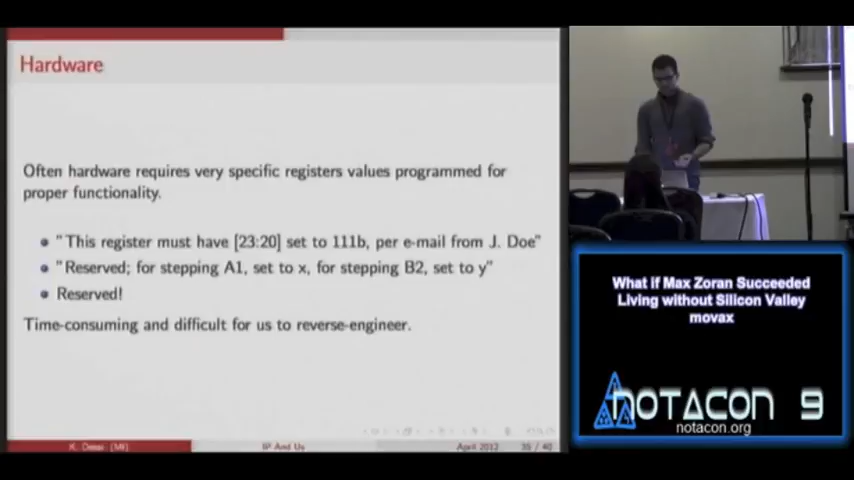 Hardware
Often hardware requires very specific registers values programmed for
proper functionality.
"This register must have [23:20] set to 111b, per e-mail from J. Doe"
"Reserved; for stepping A1, set to x, for stepping B2, set to y"
Reserved!
Time-consuming and difficult for us to reverse-engineer.
IP And Us
April 2012
35 / 40
What if Max Zoran Succeeded
Living without Silicon Valley
movax
NOTACON 9
notacon.org